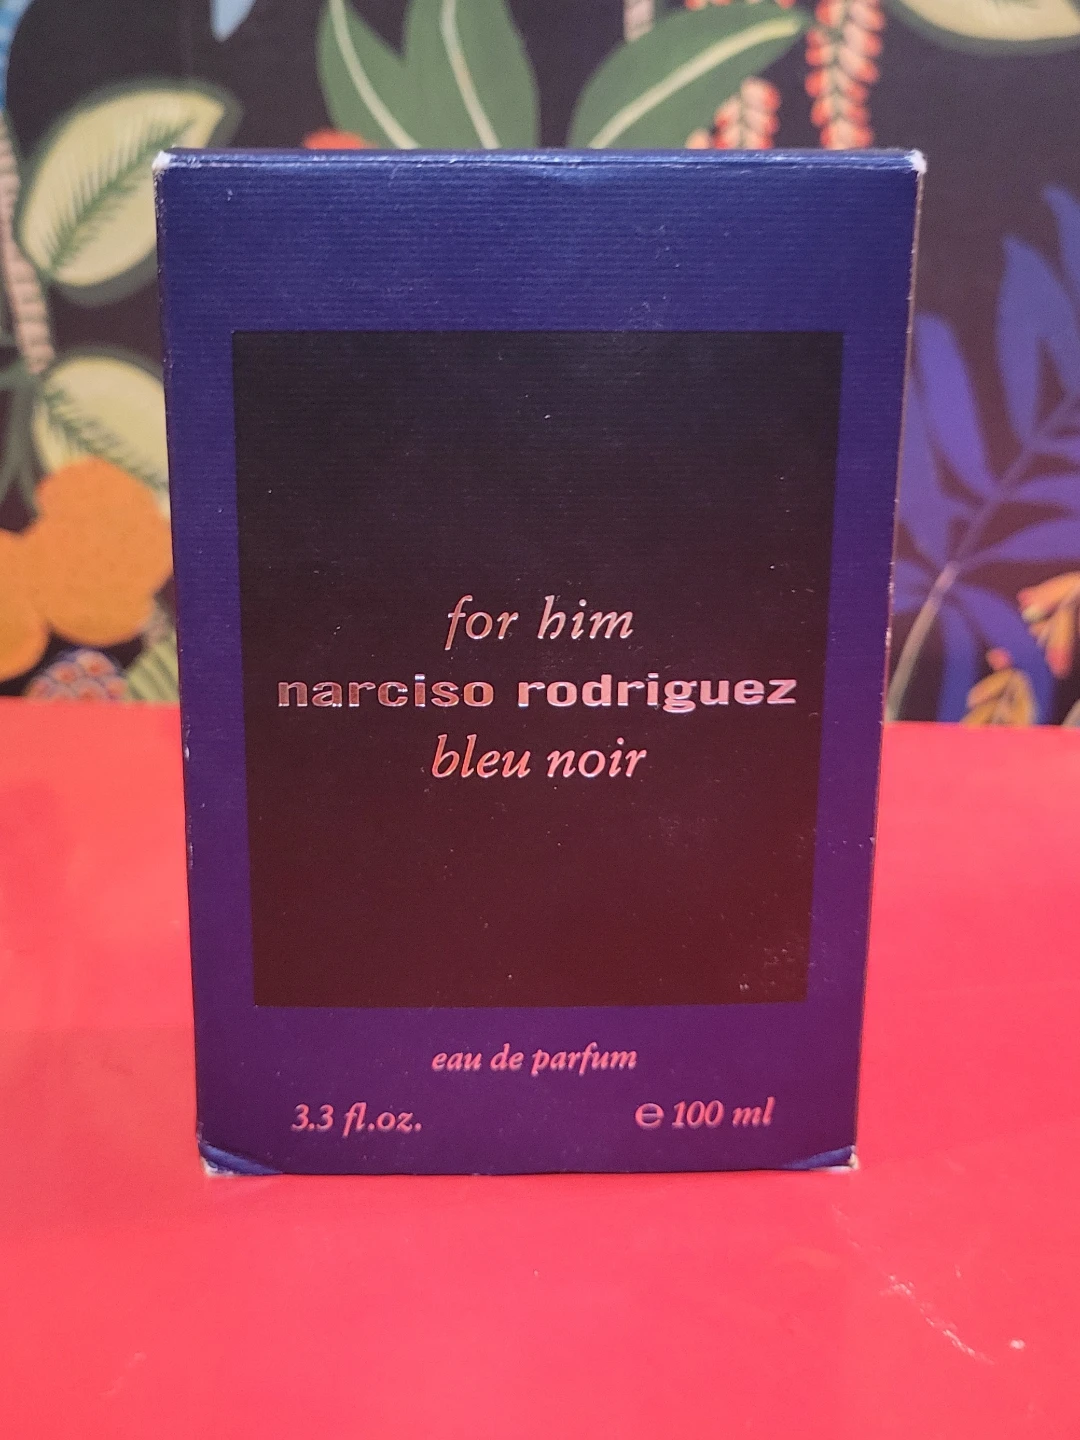 for him
narciso rodriguez
bleu noir
eau de parfum
3.3 fl.oz. ℮ 100 ml